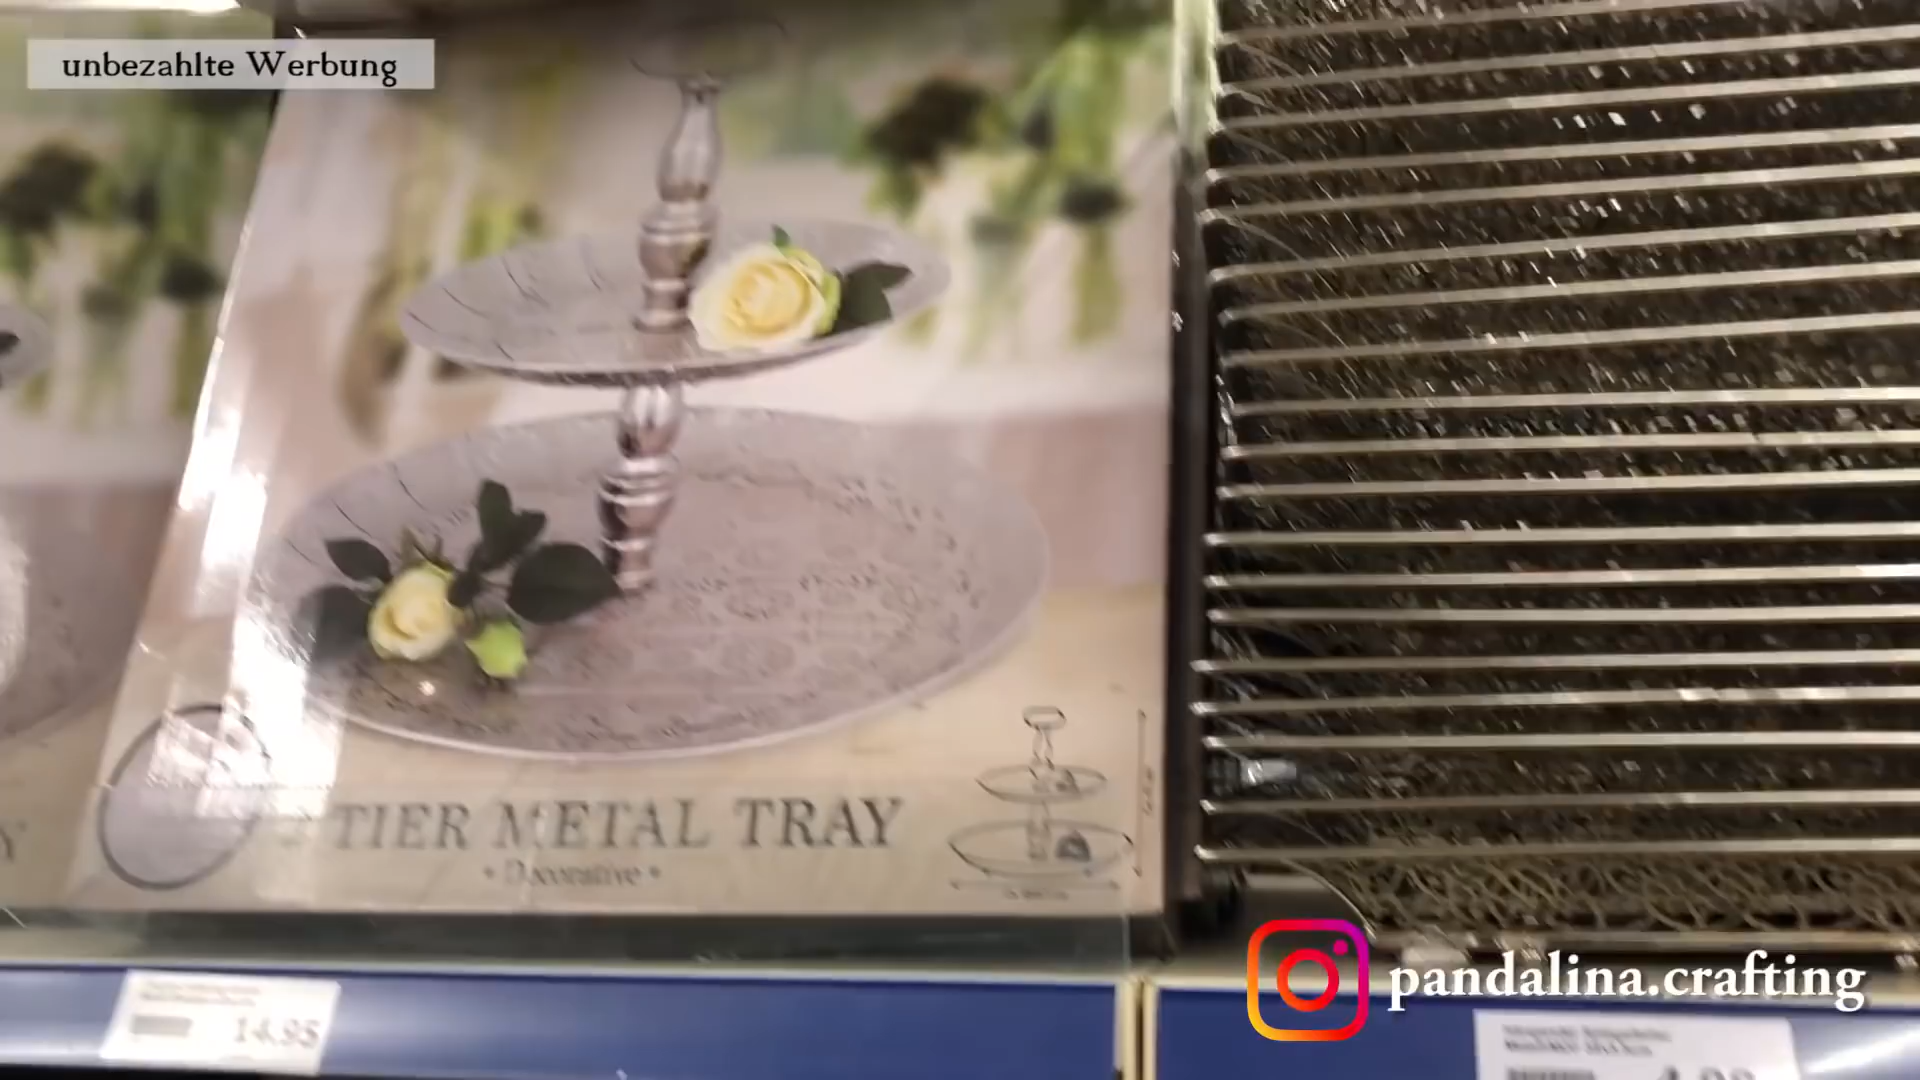 unbezahlte Werbung
TIER METAL TRAY
• Decorative •
14.95
pandalina.crafting